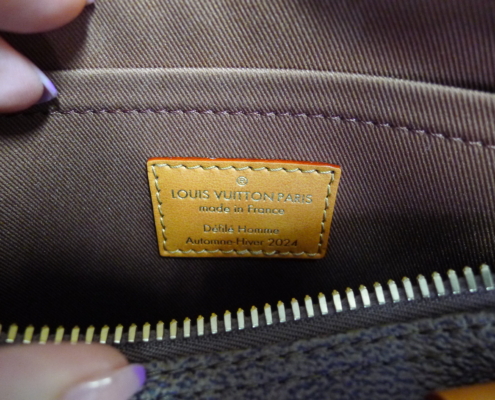 ®
LOUIS VUITTON PARIS
made in France
Défilé Homme
Automne-Hiver 2024